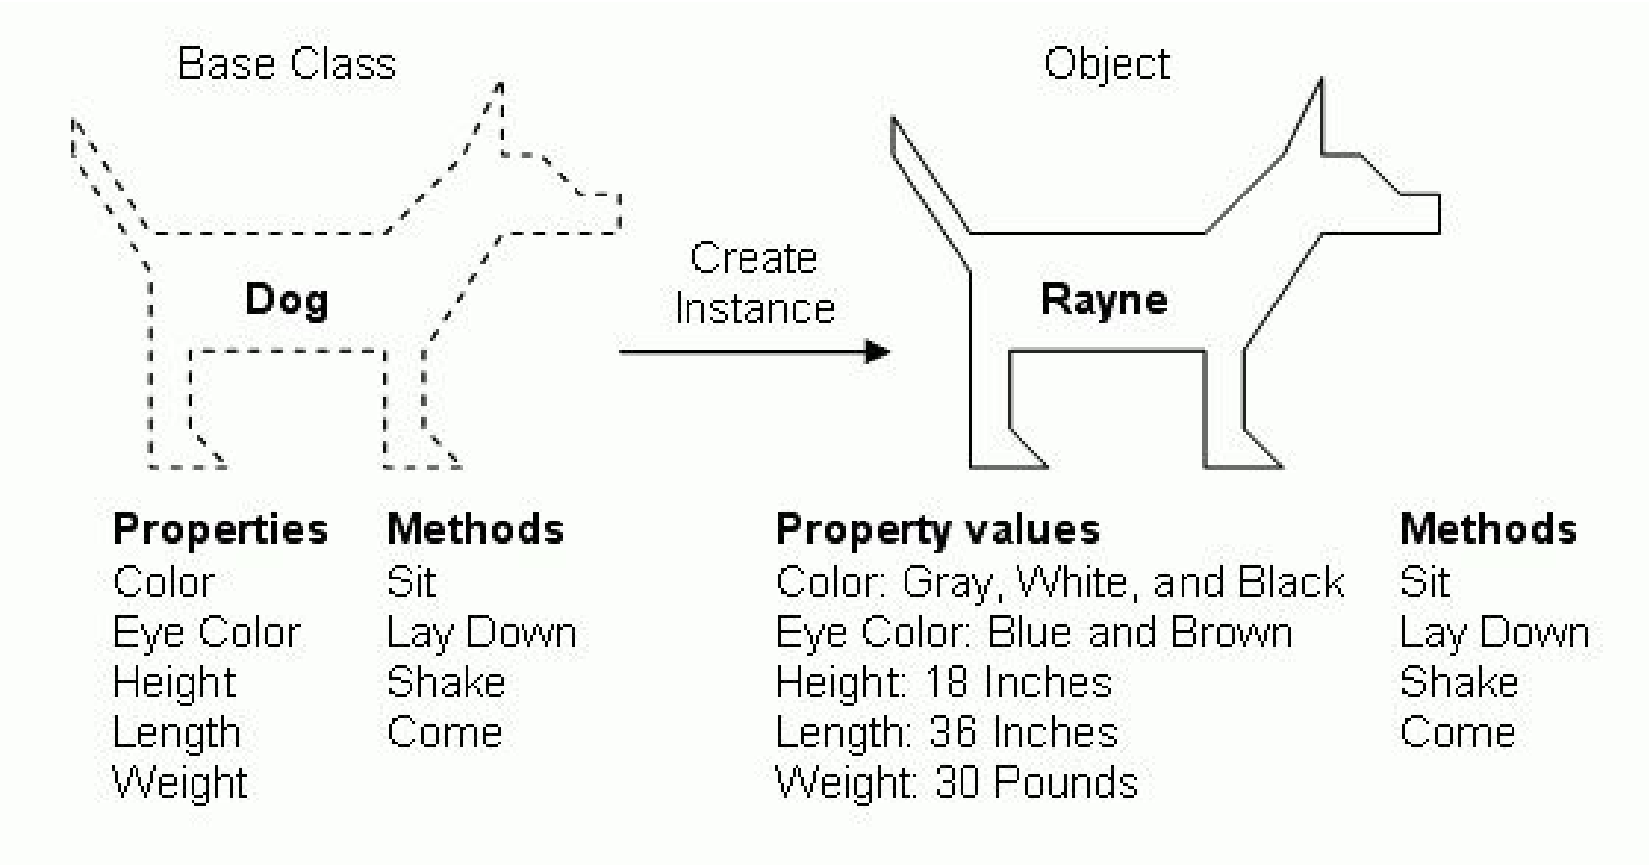 Base Class
Object
Dog
Create
Instance
Rayne
Properties
Color
Eye Color
Height
Length
Weight
Methods
Sit
Lay Down
Shake
Come
Property values
Color: Gray, White, and Black
Eye Color: Blue and Brown
Height: 18 Inches
Length: 36 Inches
Weight: 30 Pounds
Methods
Sit
Lay Down
Shake
Come